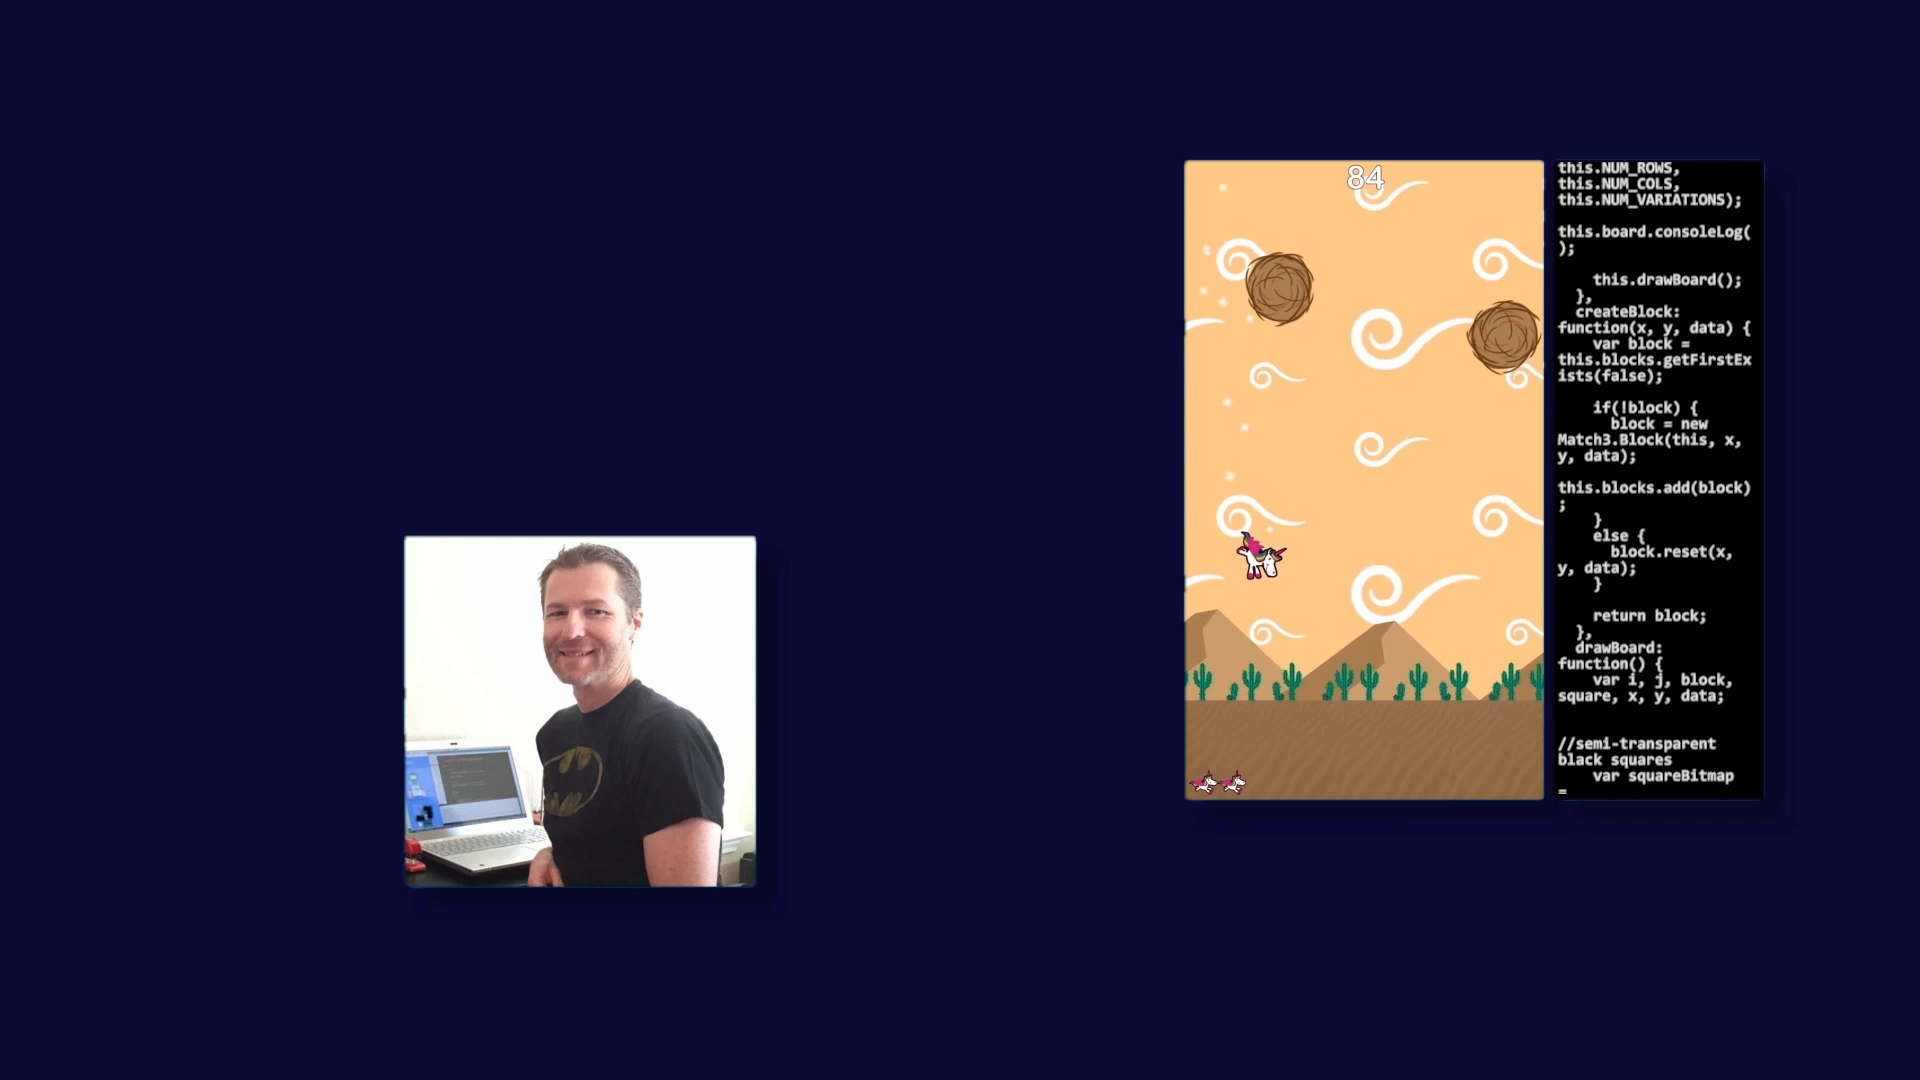 84
this.NUM_ROWS,
this.NUM_COLS,
this.NUM_VARIATIONS);
this.board.consoleLog(
);
this.drawBoard();
},
createBlock:
function(x, y, data) {
var block =
this.blocks.getFirstEx
ists(false);
if(!block) {
block = new
Match3.Block(this, x,
y, data);
this.blocks.add(block)
;
}
else {
block.reset(x,
y, data);
}
return block;
},
drawBoard:
function() {
var i, j, block,
square, x, y, data;
//semi-transparent
black squares
var squareBitmap
=